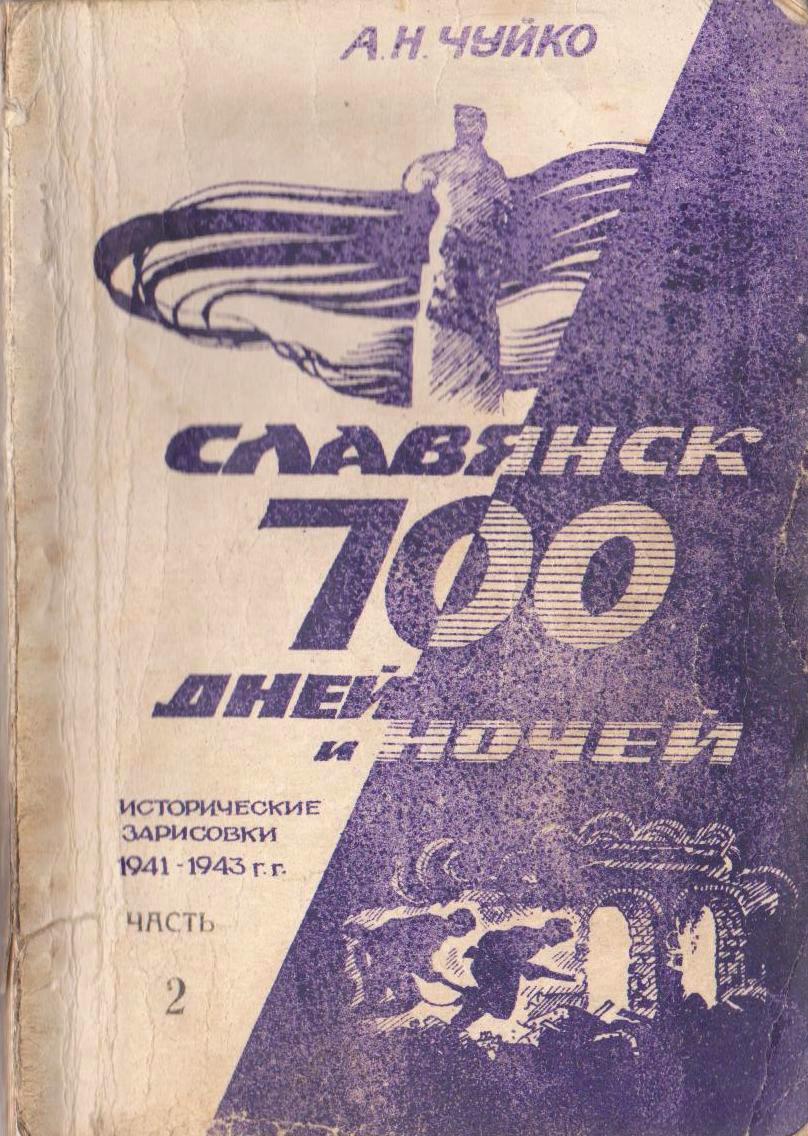 А.Н. ЧУЙКО
СЛАВЯНСК
700
ДНЕЙ
и НОЧЕЙ
ИСТОРИЧЕСКИЕ
ЗАРИСОВКИ
1941-1943 г.г.
ЧАСТЬ
2